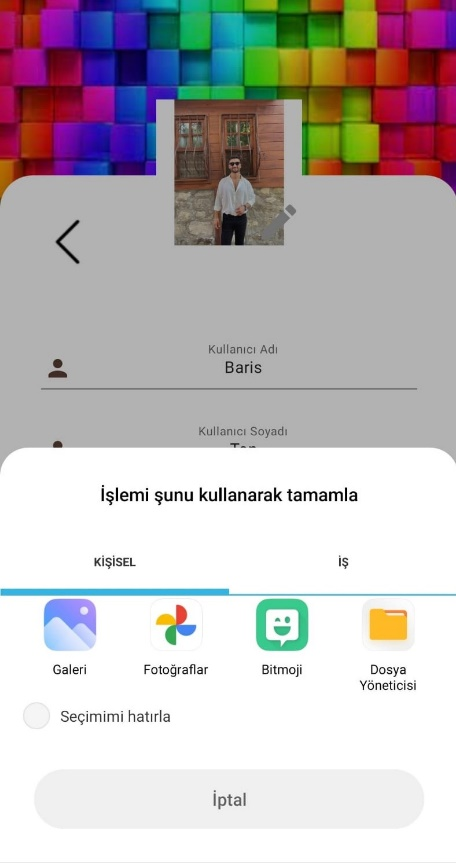 Kullanıcı Adı
Baris
Kullanıcı Soyadı
İşlemi şunu kullanarak tamamla
KİŞİSEL
İŞ
Galeri
Fotoğraflar
Bitmoji
Dosya
Yöneticisi
Seçimimi hatırla
İptal